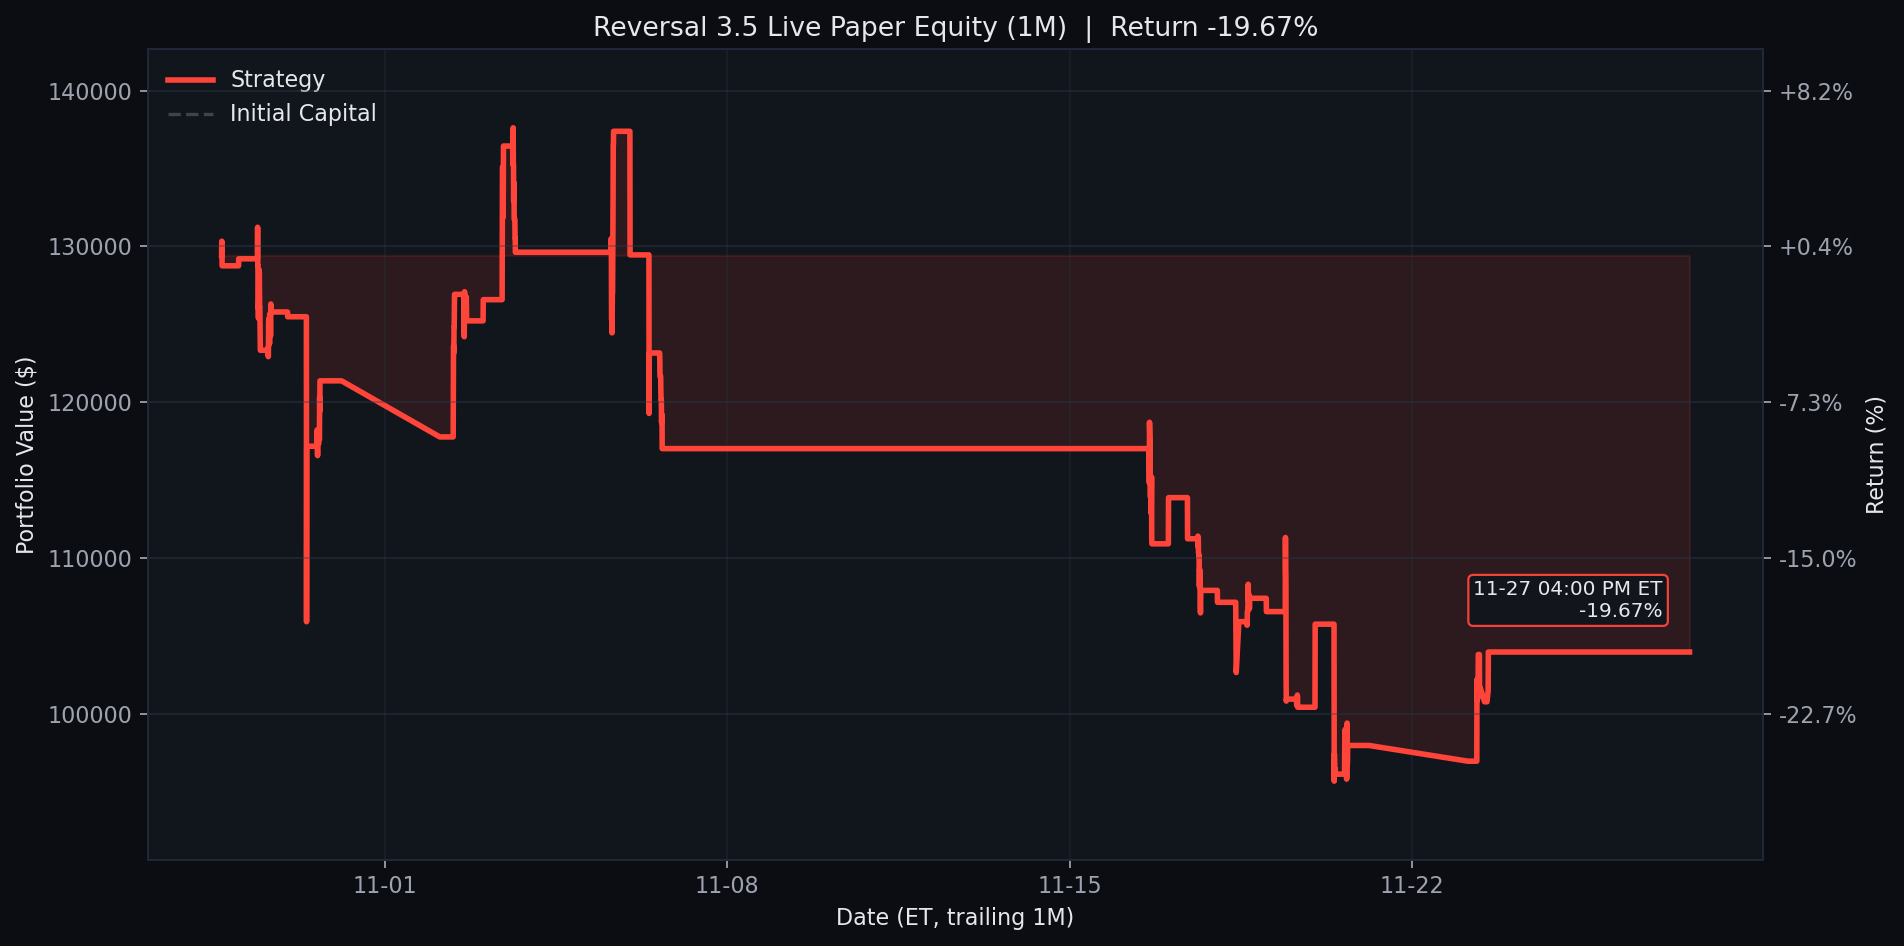 Reversal 3.5 Live Paper Equity (1M)  |  Return -19.67%
Strategy
Initial Capital
140000
130000
120000
110000
100000
Portfolio Value ($)
+8.2%
+0.4%
-7.3%
-15.0%
-22.7%
Return (%)
11-27 04:00 PM ET
-19.67%
11-01
11-08
11-15
11-22
Date (ET, trailing 1M)